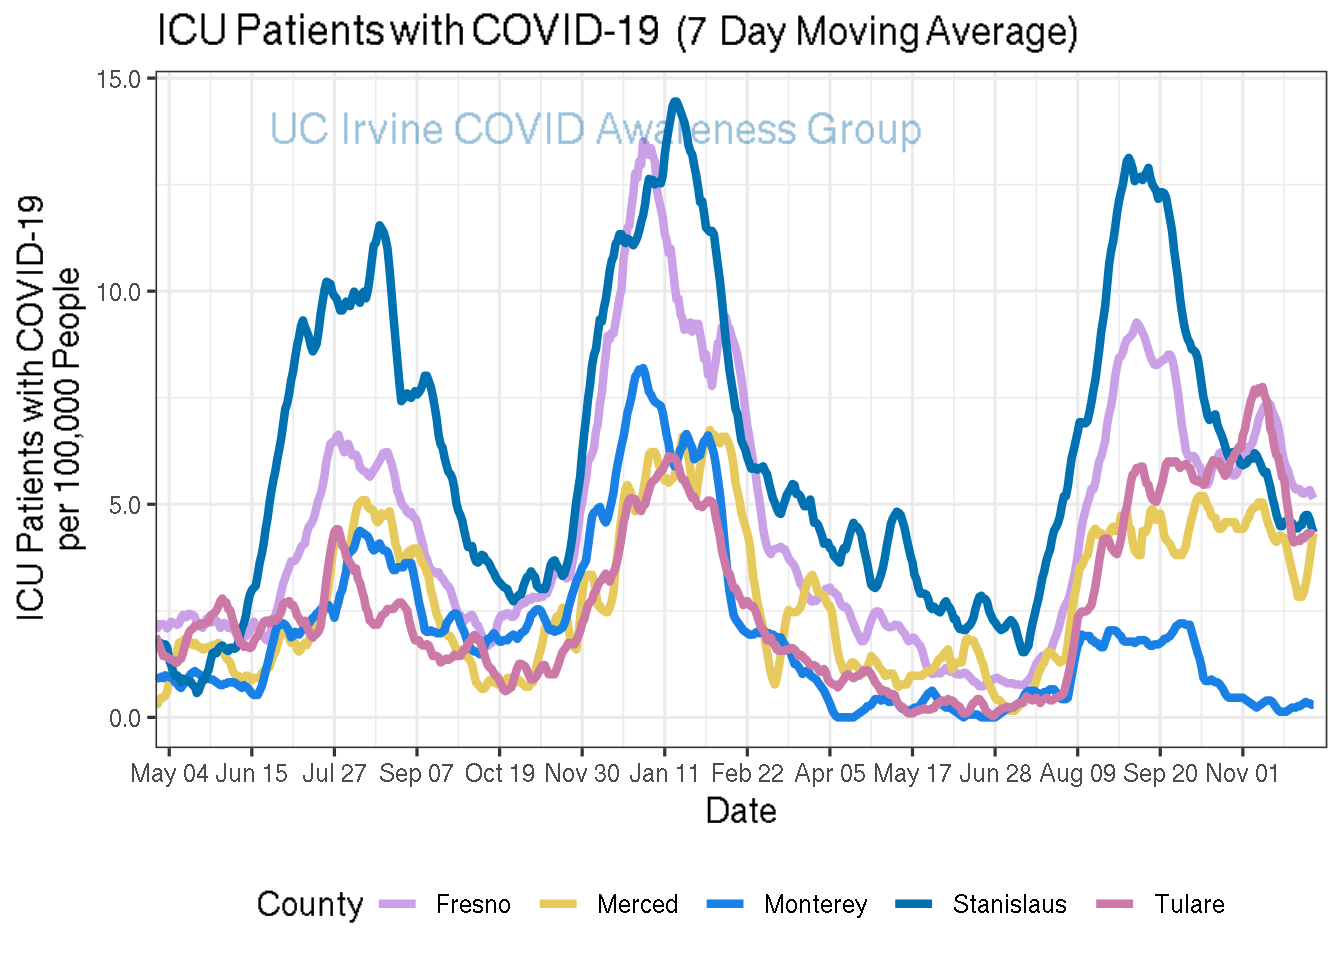 ICU Patients with COVID-19 (7 Day Moving Average)
UC Irvine COVID Awareness Group
ICU Patients with COVID-19
per 100,000 People
15.0
10.0
5.0
0.0
May 04 Jun 15 Jul 27 Sep 07 Oct 19 Nov 30 Jan 11 Feb 22 Apr 05 May 17 Jun 28 Aug 09 Sep 20 Nov 01
Date
County Fresno Merced Monterey Stanislaus Tulare